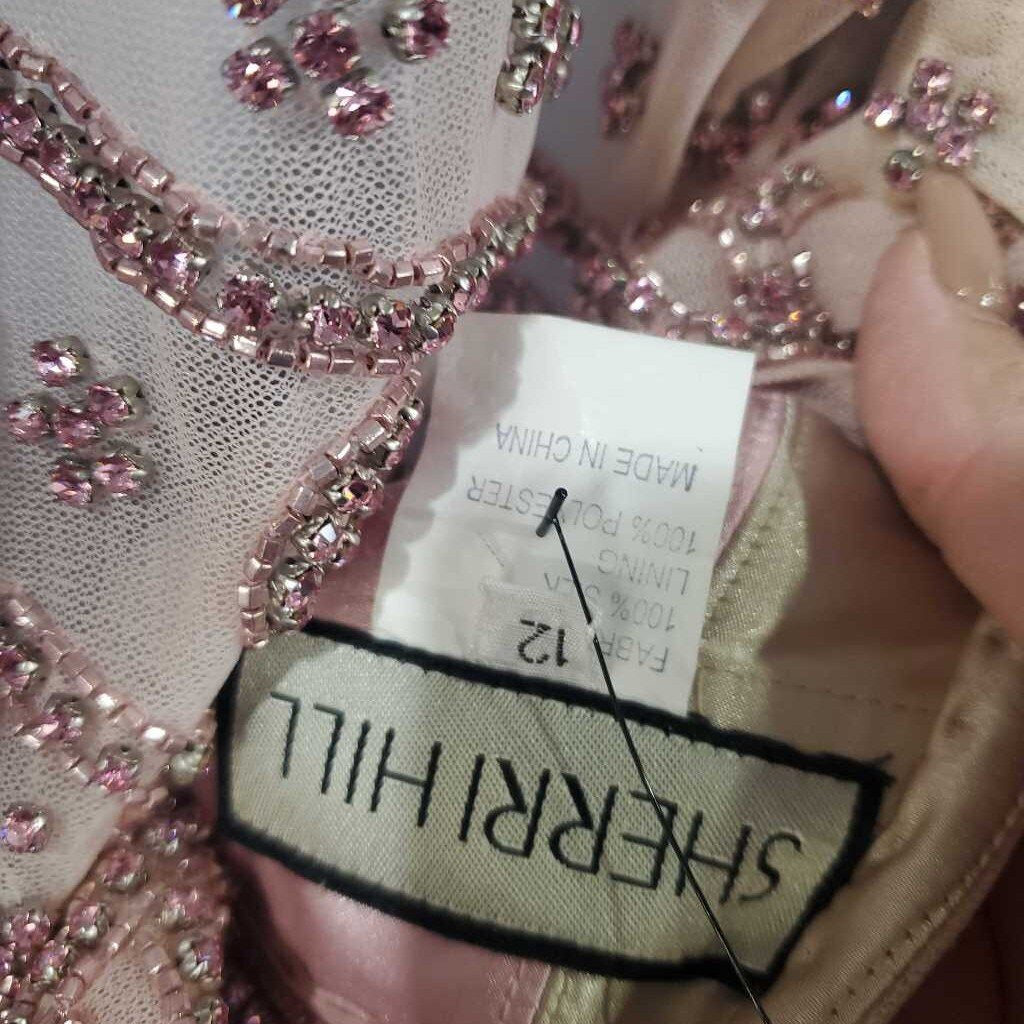 SHERRI HILL
12
100%
LINING
100% POLYESTER
MADE IN CHINA